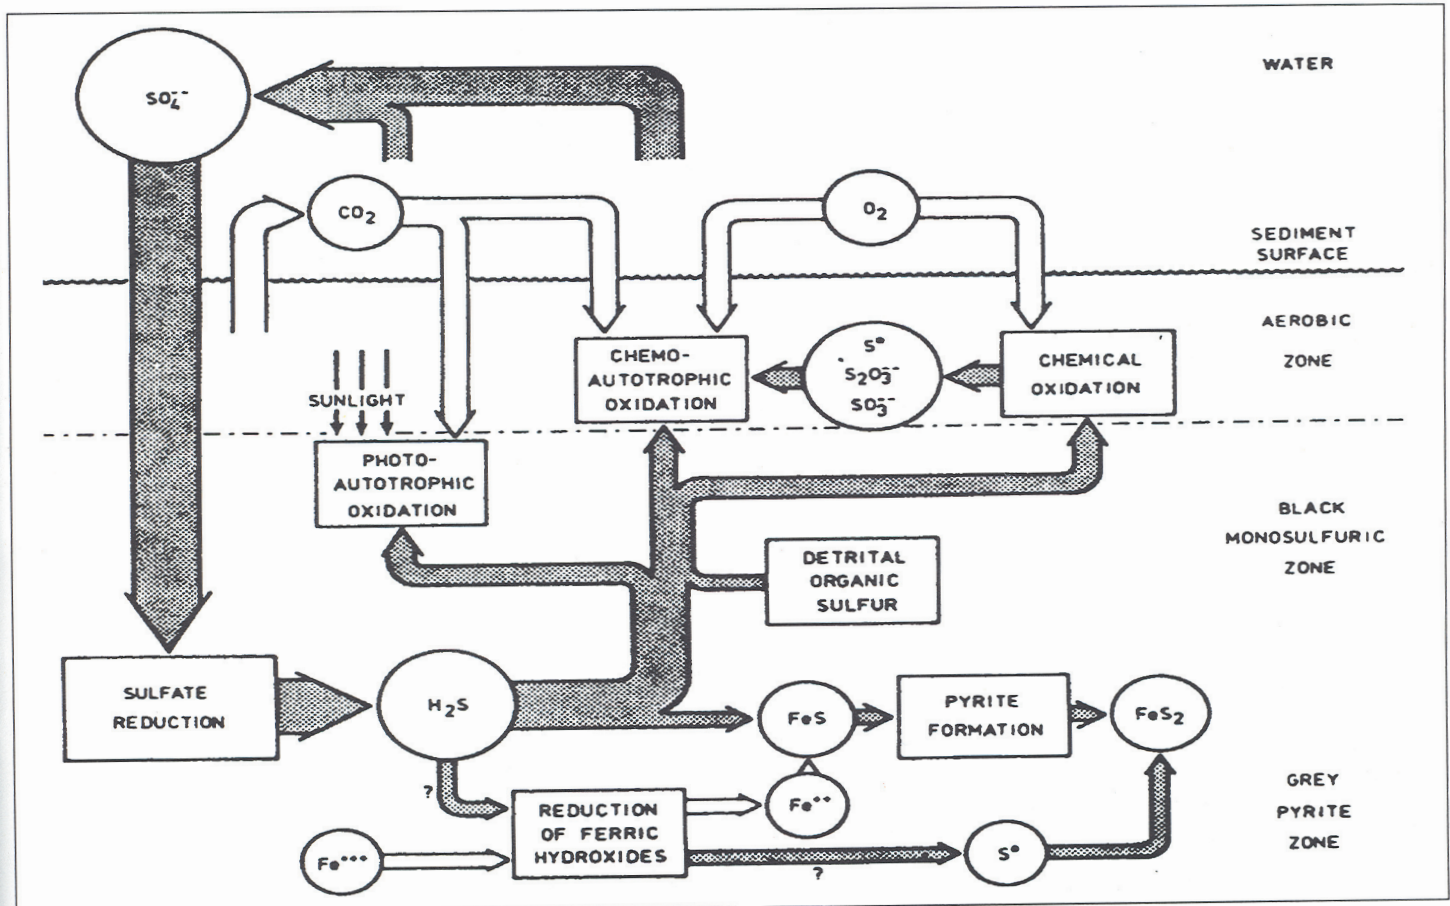 WATER
SO₄⁻⁻
CO₂
O₂
SEDIMENT
SURFACE
AEROBIC
ZONE
SUNLIGHT
CHEMO-
AUTOTROPHIC
OXIDATION
S°
S₂O₃⁻⁻
SO₃⁻⁻
CHEMICAL
OXIDATION
PHOTO-
AUTOTROPHIC
OXIDATION
BLACK
MONOSULFURIC
ZONE
DETRITAL
ORGANIC
SULFUR
SULFATE
REDUCTION
H₂S
FeS
PYRITE
FORMATION
FeS₂
?
REDUCTION
OF FERRIC
HYDROXIDES
Fe⁺⁺
Fe⁺⁺⁺
?
S°
GREY
PYRITE
ZONE